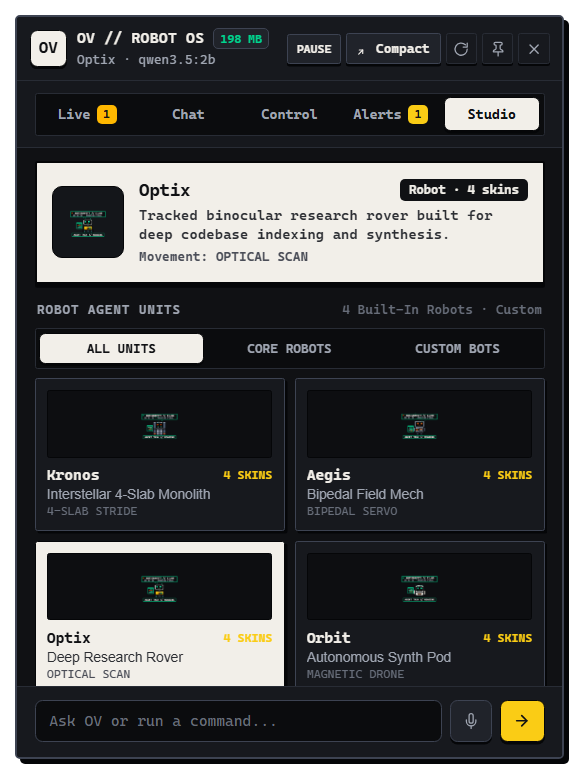 OV
OV // ROBOT OS
198 MB
Optix · qwen3.5:2b
PAUSE
Compact
Live 1
Chat
Control
Alerts 1
Studio
Optix
Robot · 4 skins
Tracked binocular research rover built for
deep codebase indexing and synthesis.
Movement: OPTICAL SCAN
ROBOT AGENT UNITS
4 Built-In Robots · Custom
ALL UNITS
CORE ROBOTS
CUSTOM BOTS
Kronos
4 SKINS
Interstellar 4-Slab Monolith
4-SLAB STRIDE
Aegis
4 SKINS
Bipedal Field Mech
BIPEDAL SERVO
Optix
4 SKINS
Deep Research Rover
OPTICAL SCAN
Orbit
4 SKINS
Autonomous Synth Pod
MAGNETIC DRONE
Ask OV or run a command...